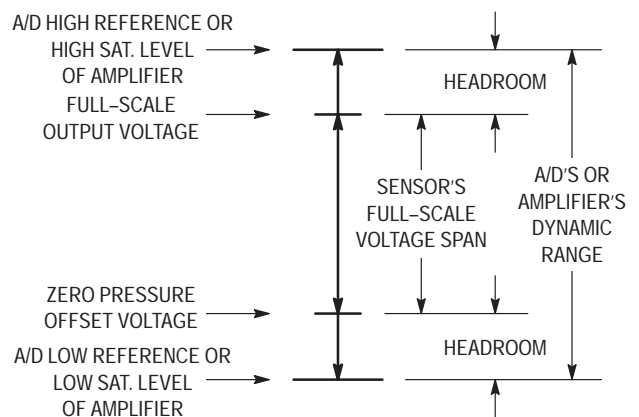 A/D HIGH REFERENCE OR
HIGH SAT. LEVEL
OF AMPLIFIER
FULL–SCALE
OUTPUT VOLTAGE
ZERO PRESSURE
OFFSET VOLTAGE
A/D LOW REFERENCE OR
LOW SAT. LEVEL
OF AMPLIFIER
SENSOR'S
FULL–SCALE
VOLTAGE SPAN
HEADROOM
HEADROOM
A/D'S OR
AMPLIFIER'S
DYNAMIC
RANGE